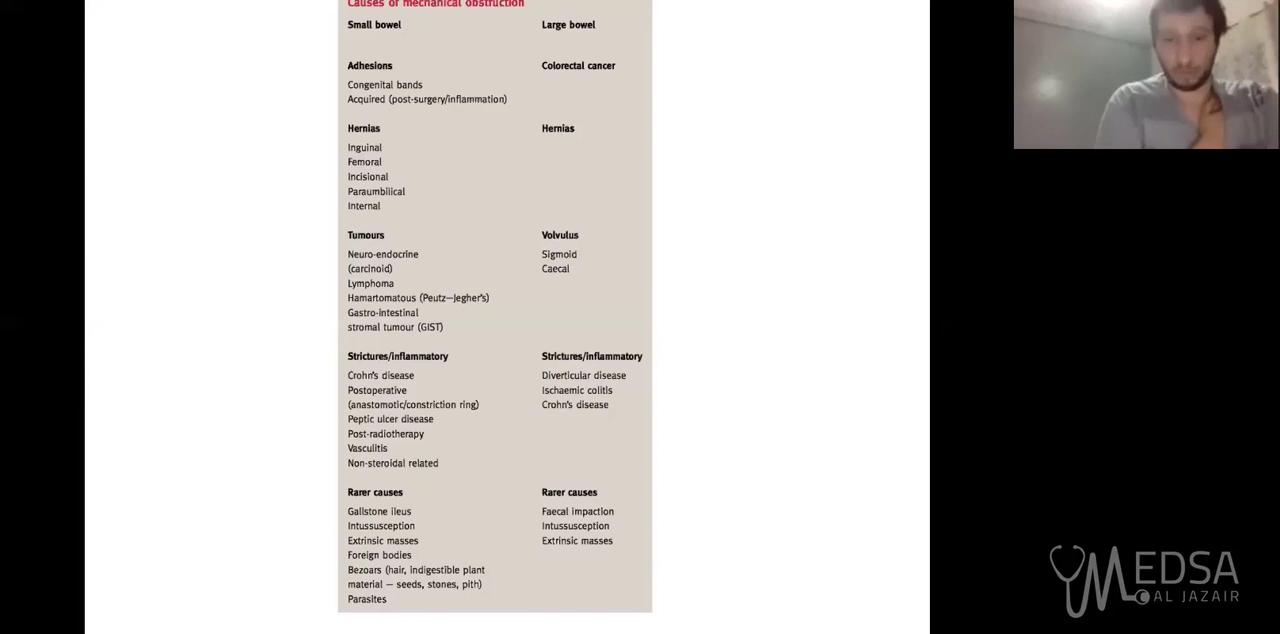 Causes of mechanical obstruction
Small bowel
Large bowel
Adhesions
Colorectal cancer
Congenital bands
Acquired (post-surgery/inflammation)
Hernias
Hernias
Inguinal
Femoral
Incisional
Paraumbilical
Internal
Tumours
Volvulus
Neuro-endocrine
Sigmoid
(carcinoid)
Caecal
Lymphoma
Hamartomatous (Peutz—Jegher's)
Gastro-intestinal
stromal tumour (GIST)
Strictures/inflammatory
Strictures/inflammatory
Crohn's disease
Diverticular disease
Postoperative
Ischaemic colitis
(anastomotic/constriction ring)
Crohn's disease
Peptic ulcer disease
Post-radiotherapy
Vasculitis
Non-steroidal related
Rarer causes
Rarer causes
Gallstone ileus
Faecal impaction
Intussusception
Intussusception
Extrinsic masses
Extrinsic masses
Foreign bodies
Bezoars (hair, indigestible plant
material — seeds, stones, pith)
Parasites
MEDSA
AL JAZAIR